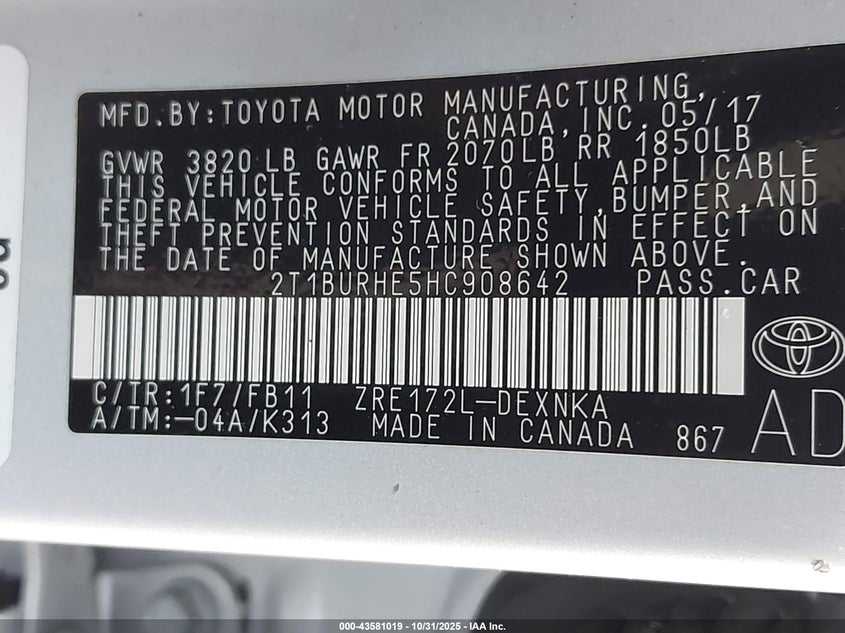 MFD.BY:TOYOTA MOTOR MANUFACTURING,
CANADA,INC.05/17
GVWR 3820 LB GAWR FR 2070LB RR 1850LB
THIS VEHICLE CONFORMS TO ALL APPLICABLE
FEDERAL MOTOR VEHICLE SAFETY,BUMPER,AND
THEFT PREVENTION STANDARDS IN EFFECT ON
THE DATE OF MANUFACTURE SHOWN ABOVE.
2T1BURHE5HC908642 PASS.CAR
C/TR:1F7/FB11 ZRE172L-DEXNKA
A/TM:-04A/K313 MADE IN CANADA 867 AD
000-43581019 - 10/31/2025 - IAA Inc.